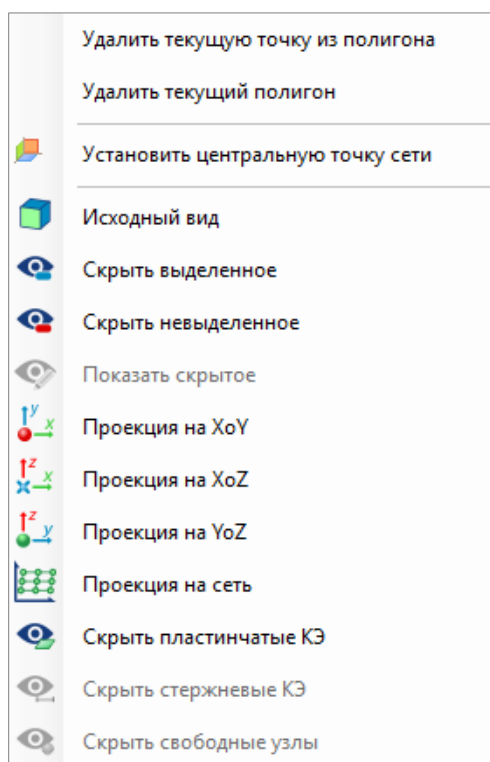 Удалить текущую точку из полигона
Удалить текущий полигон
Установить центральную точку сети
Исходный вид
Скрыть выделенное
Скрыть невыделенное
Показать скрытое
y x Проекция на XoY
z x Проекция на XoZ
z y Проекция на YoZ
Проекция на сеть
Скрыть пластинчатые КЭ
Скрыть стержневые КЭ
Скрыть свободные узлы